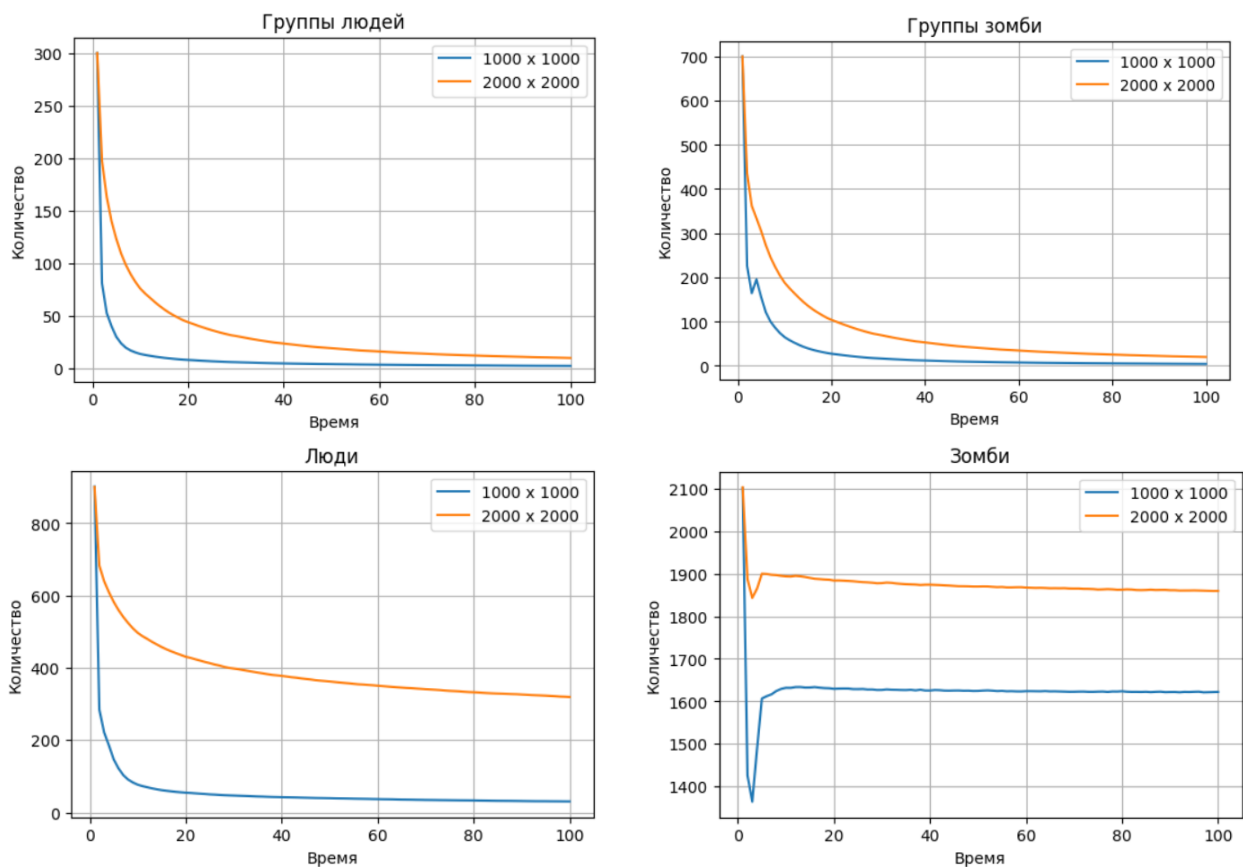 Группы людей
300
250
200
150
100
50
0
Количество
0 20 40 60 80 100
Время
1000 x 1000
2000 x 2000
Группы зомби
700
600
500
400
300
200
100
0
Количество
0 20 40 60 80 100
Время
1000 x 1000
2000 x 2000
Люди
800
600
400
200
0
Количество
0 20 40 60 80 100
Время
1000 x 1000
2000 x 2000
Зомби
2100
2000
1900
1800
1700
1600
1500
1400
Количество
0 20 40 60 80 100
Время
1000 x 1000
2000 x 2000